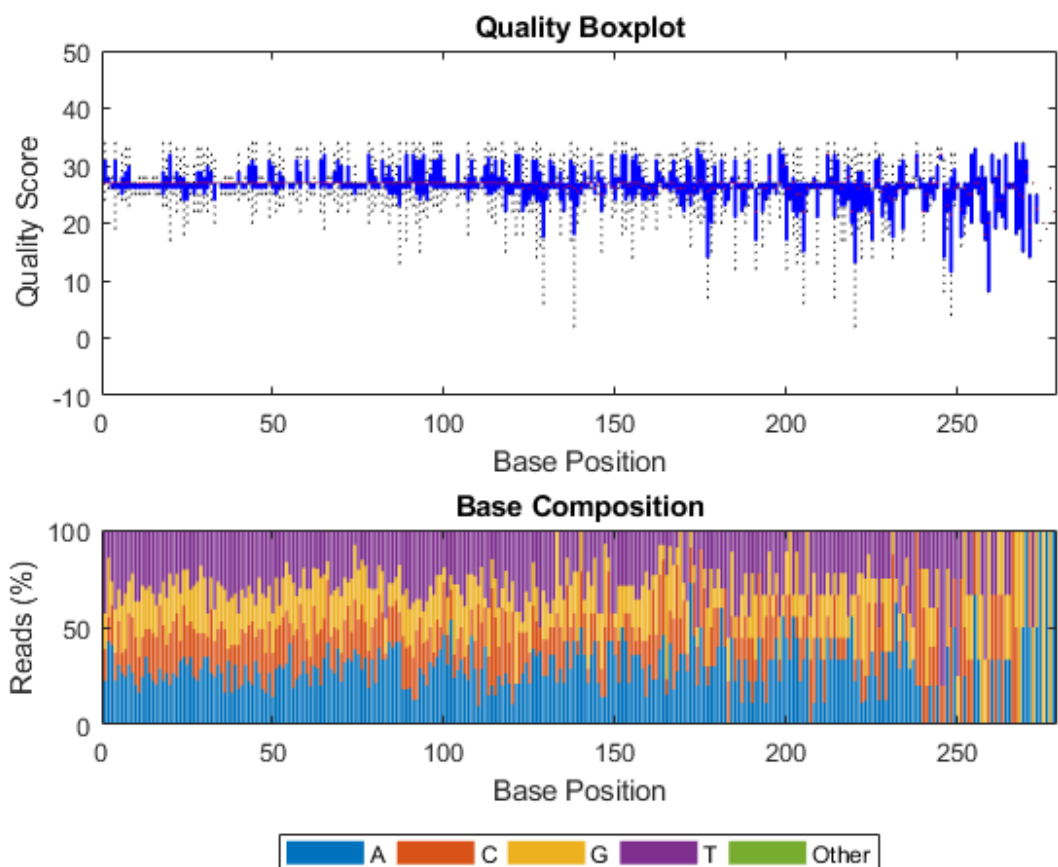 Quality Boxplot
50
40
30
20
10
0
-10
Quality Score
0 50 100 150 200 250
Base Position
Base Composition
100
50
0
Reads (%)
0 50 100 150 200 250
Base Position
A C G T Other